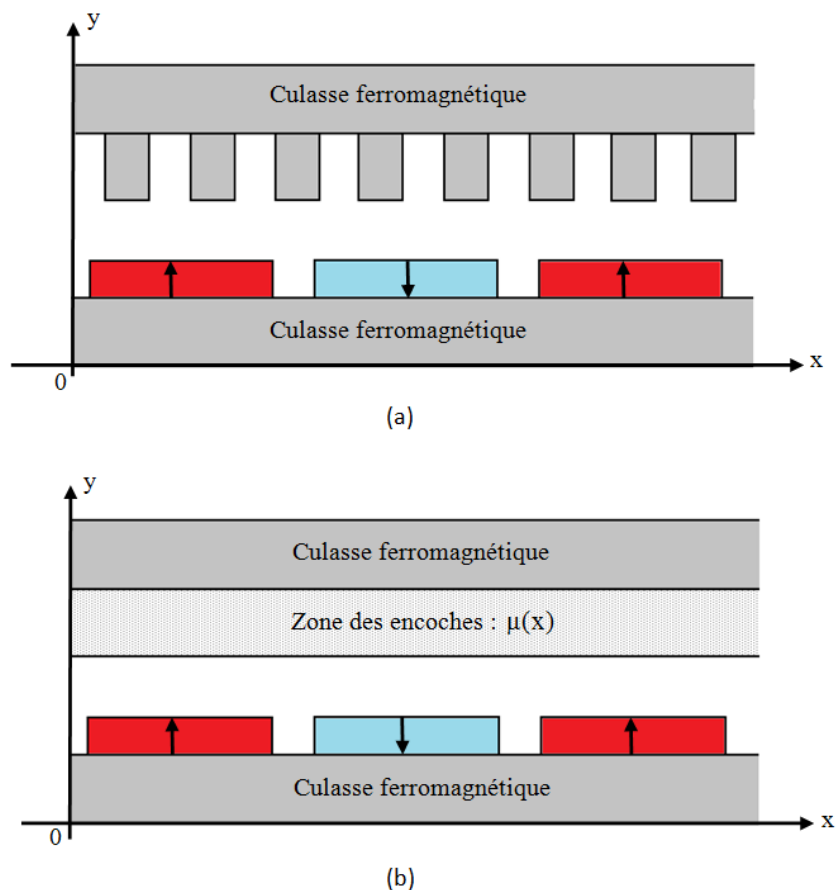 y
Culasse ferromagnétique
Culasse ferromagnétique
0
x
(a)
y
Culasse ferromagnétique
Zone des encoches : μ(x)
Culasse ferromagnétique
0
x
(b)